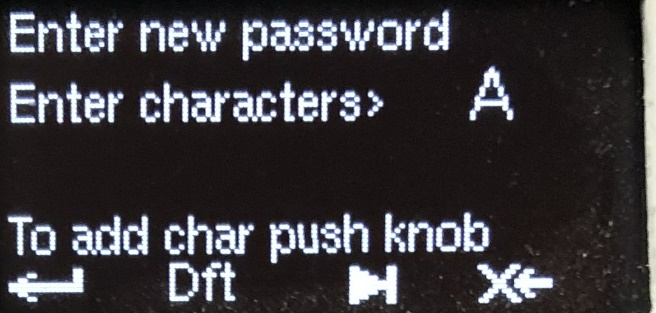 Enter new password
Enter characters> A
To add char push knob
Dft